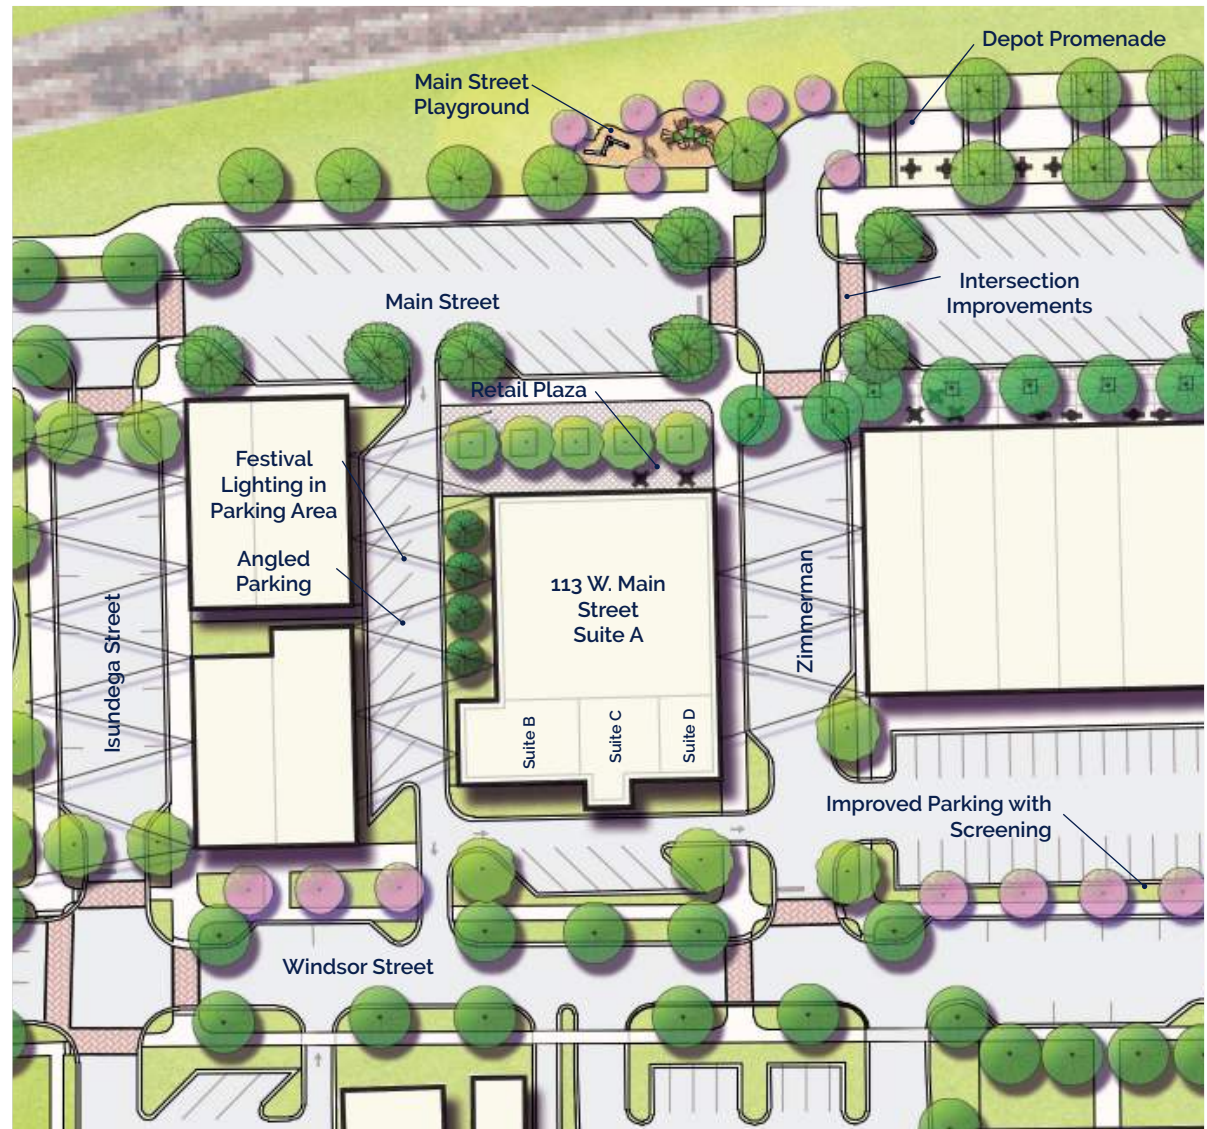 Depot Promenade
Main Street
Playground
Intersection
Improvements
Main Street
Retail Plaza
Festival
Lighting in
Parking Area
Angled
Parking
113 W. Main
Street
Suite A
Zimmerman
Isundega Street
Suite B
Suite C
Suite D
Improved Parking with
Screening
Windsor Street